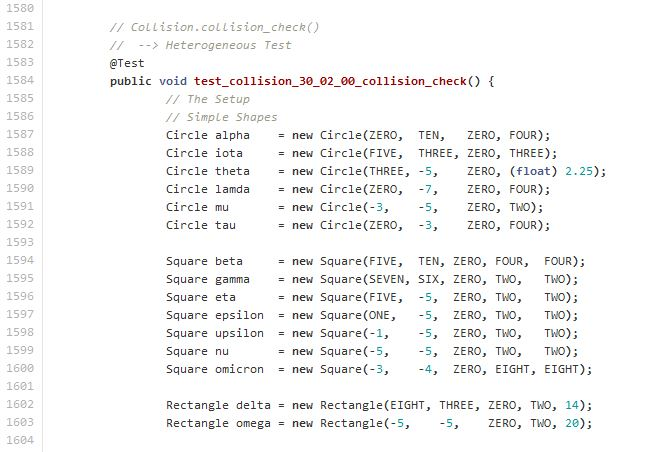 1580
1581 // Collision.collision_check()
1582 // --> Heterogeneous Test
1583 @Test
1584 public void test_collision_30_02_00_collision_check() {
1585 // The Setup
1586 // Simple Shapes
1587 Circle alpha = new Circle(ZERO, TEN, ZERO, FOUR);
1588 Circle iota = new Circle(FIVE, THREE, ZERO, THREE);
1589 Circle theta = new Circle(THREE, -5, ZERO, (float) 2.25);
1590 Circle lamda = new Circle(ZERO, -7, ZERO, FOUR);
1591 Circle mu = new Circle(-3, -5, ZERO, TWO);
1592 Circle tau = new Circle(ZERO, -3, ZERO, FOUR);
1593
1594 Square beta = new Square(FIVE, TEN, ZERO, FOUR, FOUR);
1595 Square gamma = new Square(SEVEN, SIX, ZERO, TWO, TWO);
1596 Square eta = new Square(FIVE, -5, ZERO, TWO, TWO);
1597 Square epsilon = new Square(ONE, -5, ZERO, TWO, TWO);
1598 Square upsilon = new Square(-1, -5, ZERO, TWO, TWO);
1599 Square nu = new Square(-5, -5, ZERO, TWO, TWO);
1600 Square omicron = new Square(-3, -4, ZERO, EIGHT, EIGHT);
1601
1602 Rectangle delta = new Rectangle(EIGHT, THREE, ZERO, TWO, 14);
1603 Rectangle omega = new Rectangle(-5, -5, ZERO, TWO, 20);
1604